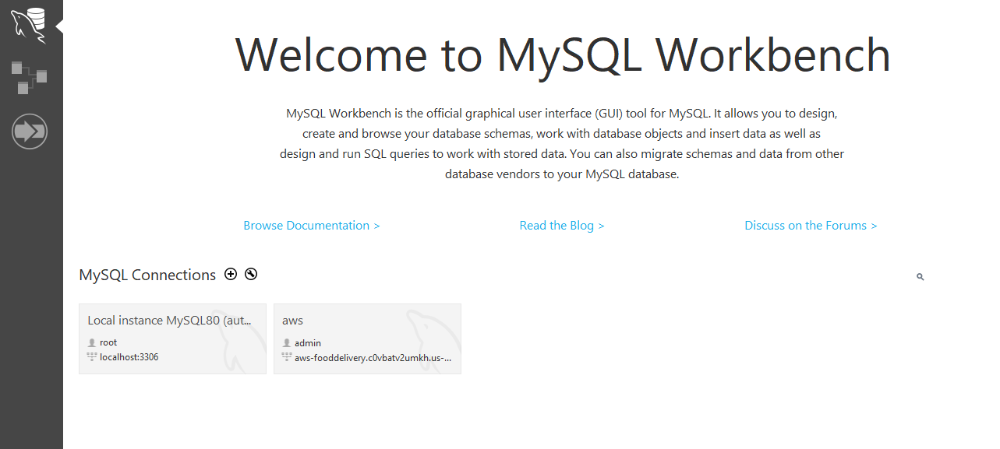 Welcome to MySQL Workbench
MySQL Workbench is the official graphical user interface (GUI) tool for MySQL. It allows you to design,
create and browse your database schemas, work with database objects and insert data as well as
design and run SQL queries to work with stored data. You can also migrate schemas and data from other
database vendors to your MySQL database.
Browse Documentation >
Read the Blog >
Discuss on the Forums >
MySQL Connections
Local instance MySQL80 (aut...
root
localhost:3306
aws
admin
aws-fooddelivery.c0vbatv2umkh.us-...